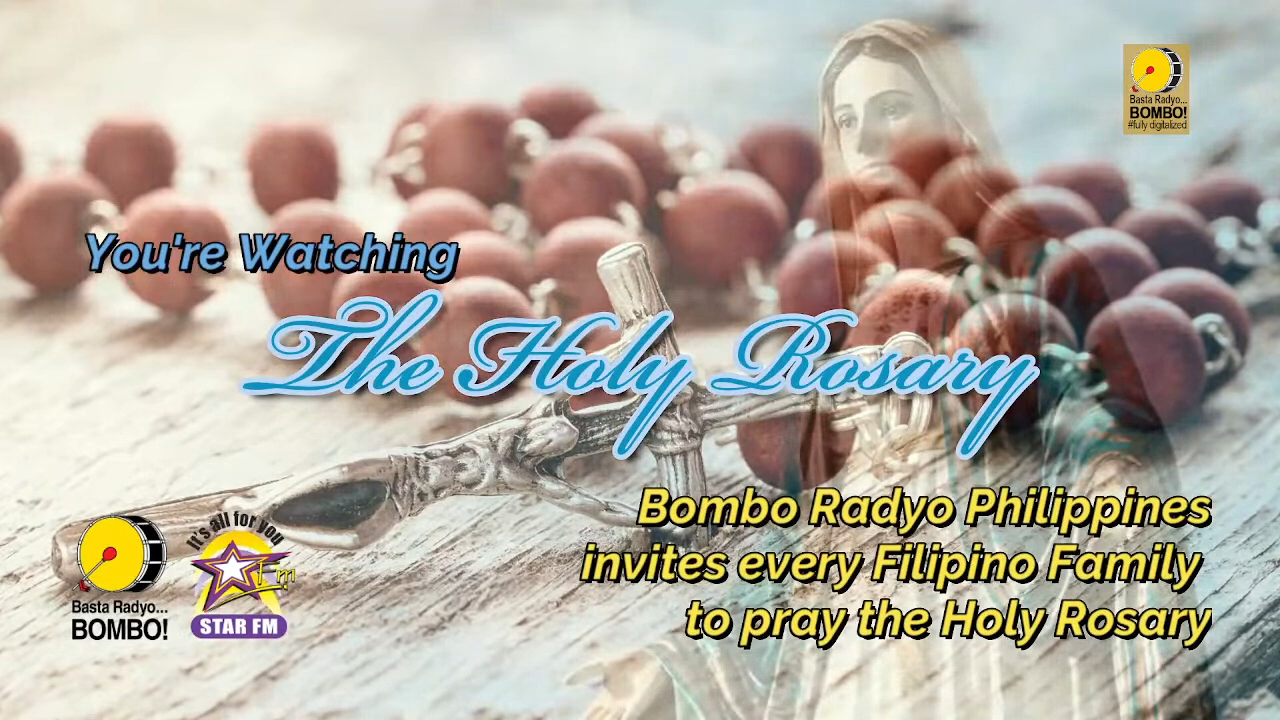 Basta Radyo...
BOMBO!
#fully digitalized
You're Watching
The Holy Rosary
Bombo Radyo Philippines
invites every Filipino Family
to pray the Holy Rosary
It's all for you
Fm
STAR FM
Basta Radyo...
BOMBO!